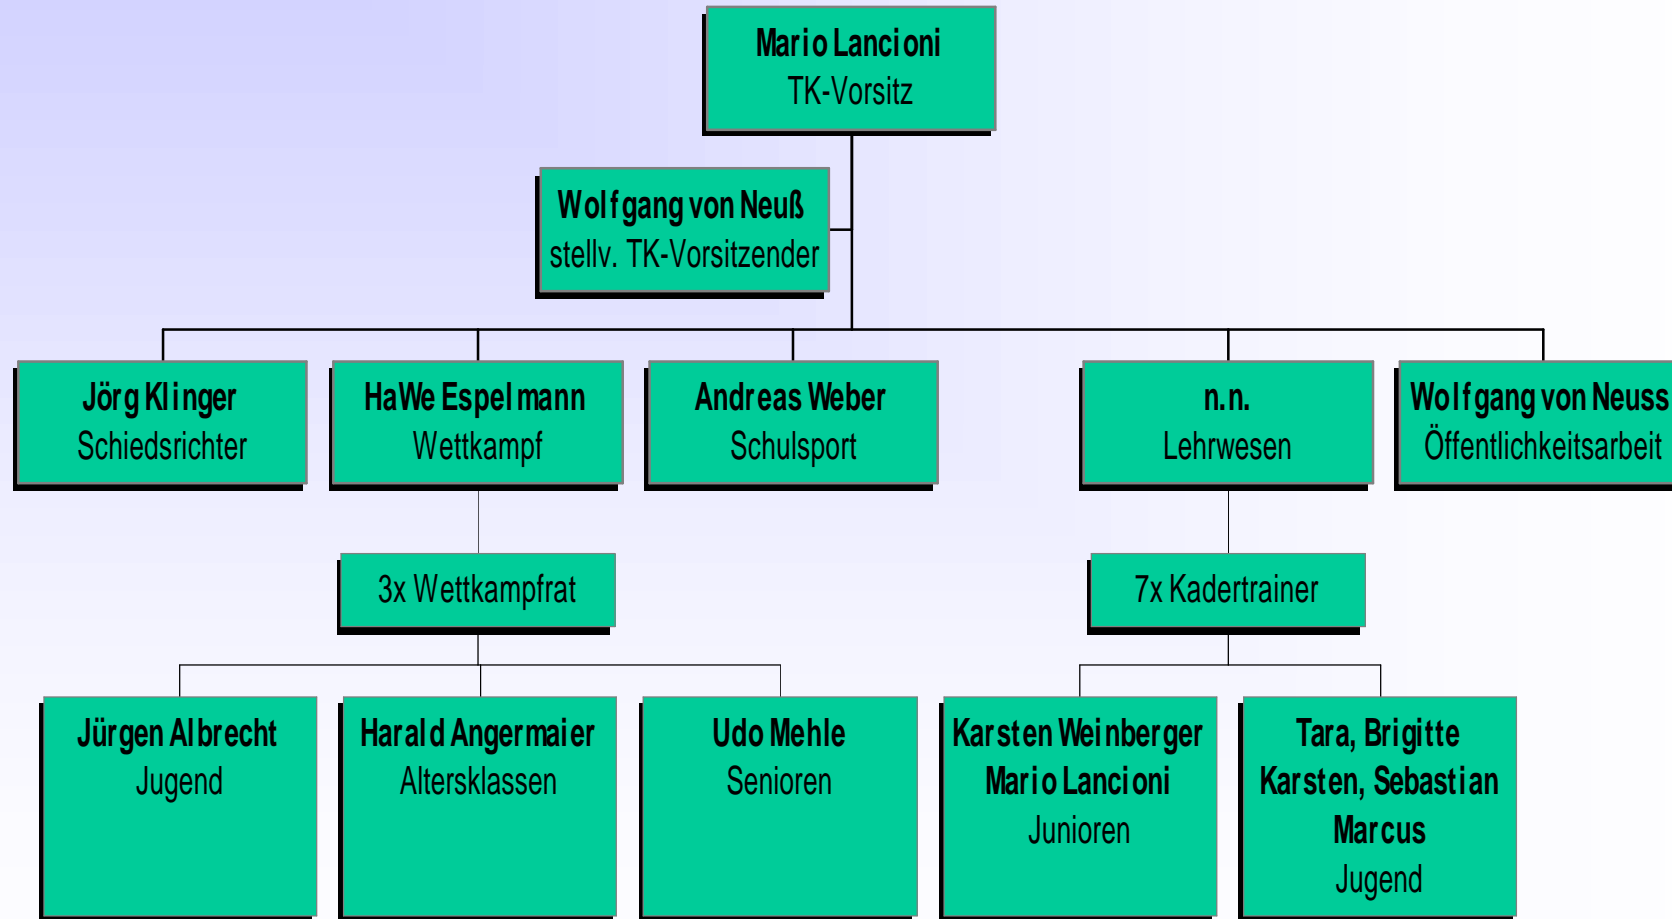 Mario Lancioni
TK-Vorsitz
Wolfgang von Neuß
stellv. TK-Vorsitzender
Jörg Klinger
Schiedsrichter
HaWe Espelmann
Wettkampf
Andreas Weber
Schulsport
n.n.
Lehrwesen
Wolfgang von Neuss
Öffentlichkeitsarbeit
3x Wettkampfrat
7x Kadertrainer
Jürgen Albrecht
Jugend
Harald Angermaier
Altersklassen
Udo Mehle
Senioren
Karsten Weinberger
Mario Lancioni
Junioren
Tara, Brigitte
Karsten, Sebastian
Marcus
Jugend